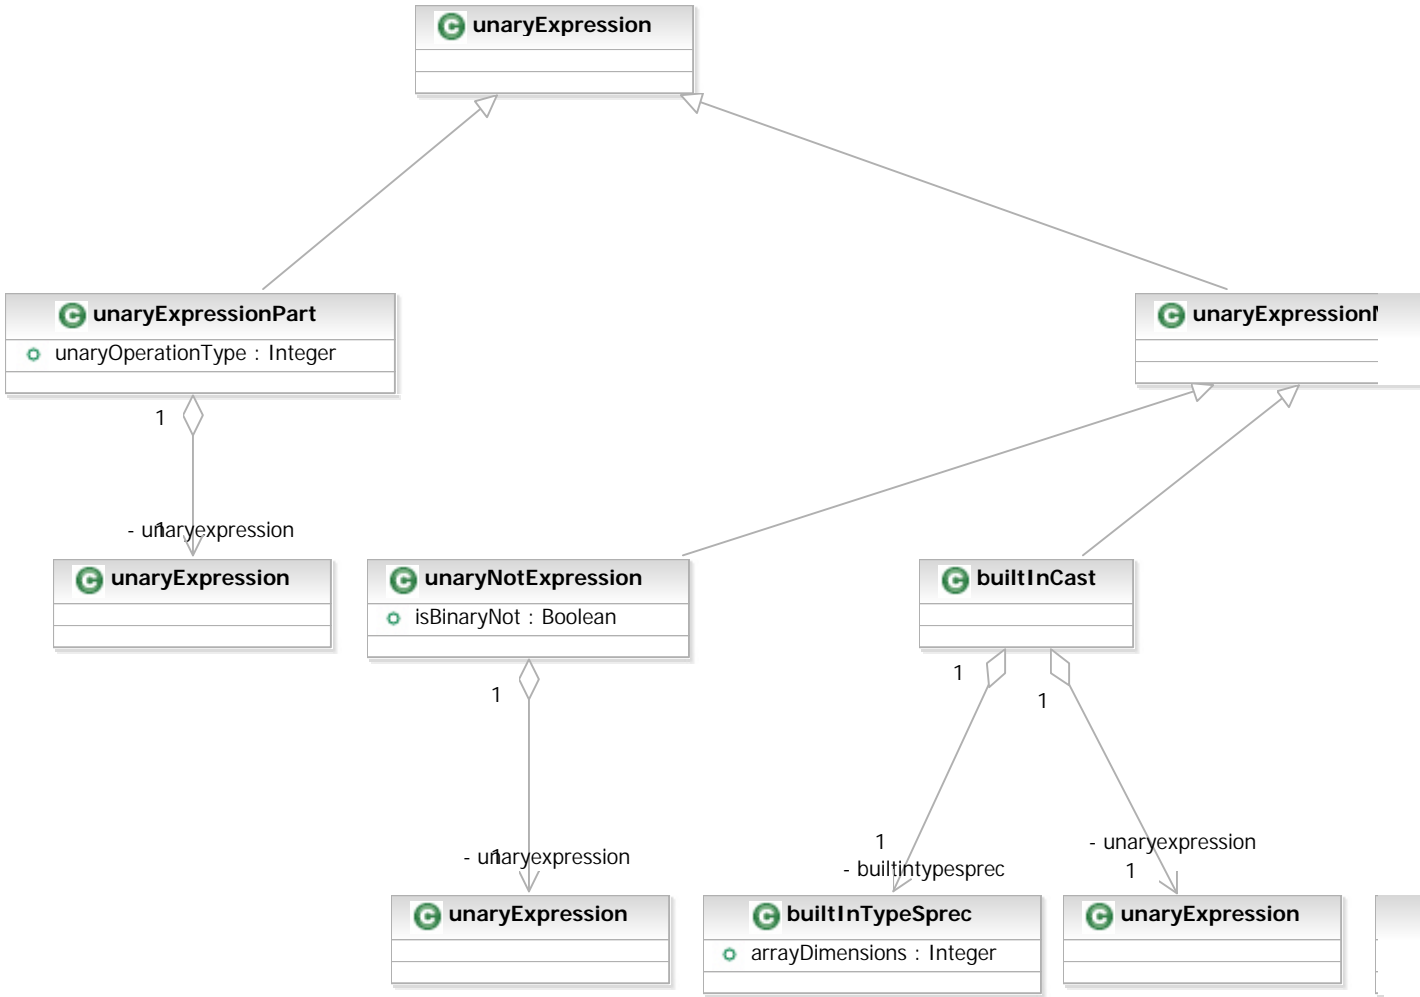 unaryExpression
unaryExpressionPart
unaryOperationType : Integer
unaryExpression
1
- unaryexpression
1
unaryExpression
unaryNotExpression
isBinaryNot : Boolean
builtInCast
1
1
1
- unaryexpression
1
1
- builtintypesprec
- unaryexpression
1
unaryExpression
builtInTypeSprec
arrayDimensions : Integer
unaryExpression